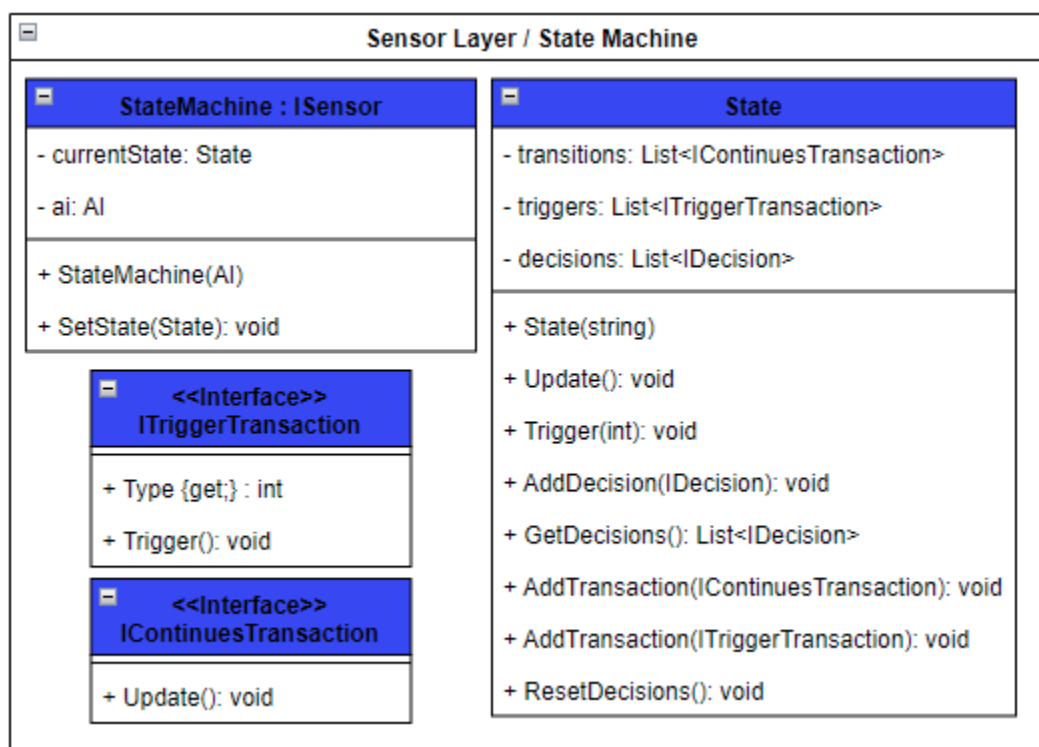 Sensor Layer / State Machine
StateMachine : ISensor
- currentState: State
- ai: AI
+ StateMachine(AI)
+ SetState(State): void
<<Interface>>
ITriggerTransaction
+ Type {get;} : int
+ Trigger(): void
<<Interface>>
IContinuesTransaction
+ Update(): void
State
- transitions: List<IContinuesTransaction>
- triggers: List<ITriggerTransaction>
- decisions: List<IDecision>
+ State(string)
+ Update(): void
+ Trigger(int): void
+ AddDecision(IDecision): void
+ GetDecisions(): List<IDecision>
+ AddTransaction(IContinuesTransaction): void
+ AddTransaction(ITriggerTransaction): void
+ ResetDecisions(): void